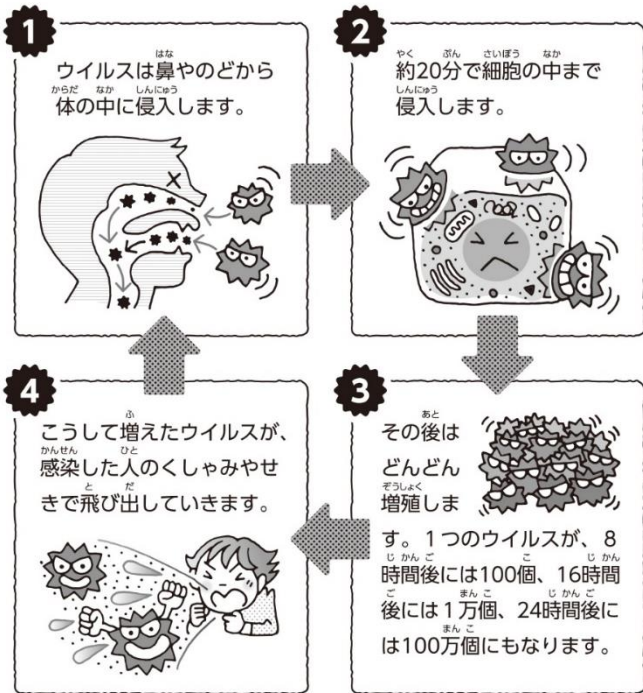 1
ウイルスは鼻やのどから
体の中に侵入します。
2
約20分で細胞の中まで
侵入します。
3
その後は
どんどん
増殖しま
す。1つのウイルスが、8
時間後には100個、16時間
後には1万個、24時間後に
は100万個にもなります。
4
こうして増えたウイルスが、
感染した人のくしゃみやせ
きで飛び出していきます。